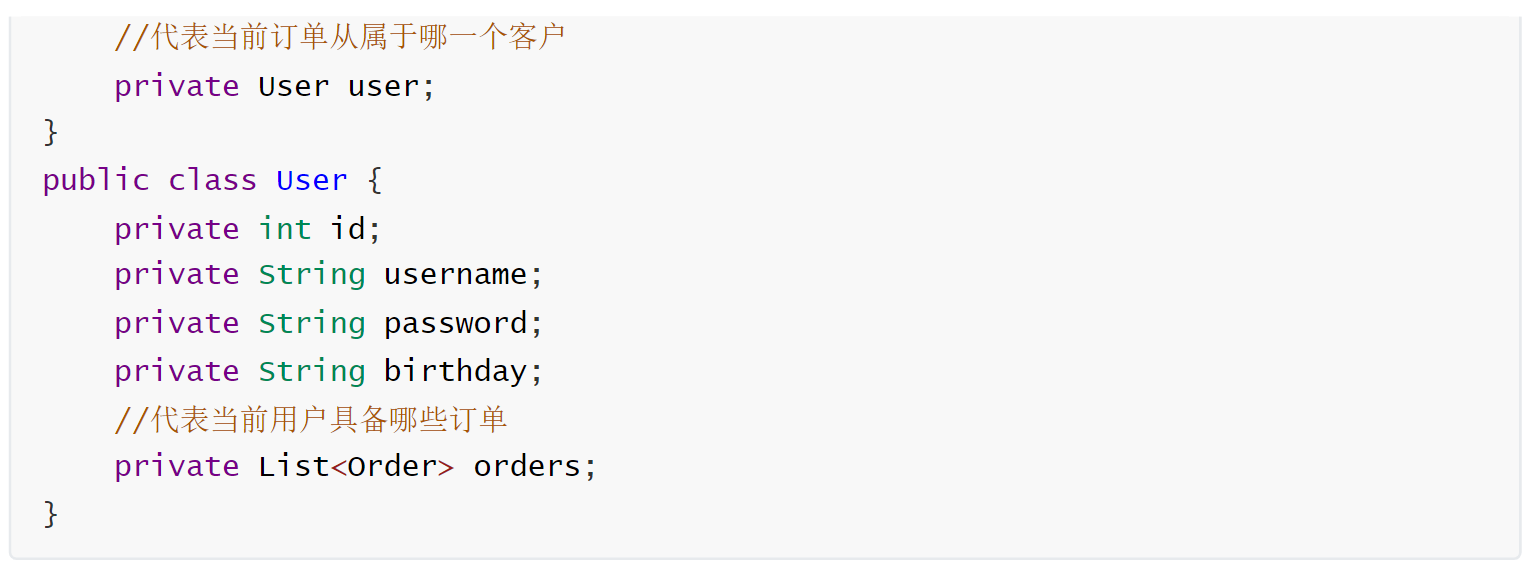 //代表当前订单从属于哪一个客户
private User user;
}
public class User {
private int id;
private String username;
private String password;
private String birthday;
//代表当前用户具备哪些订单
private List<Order> orders;
}